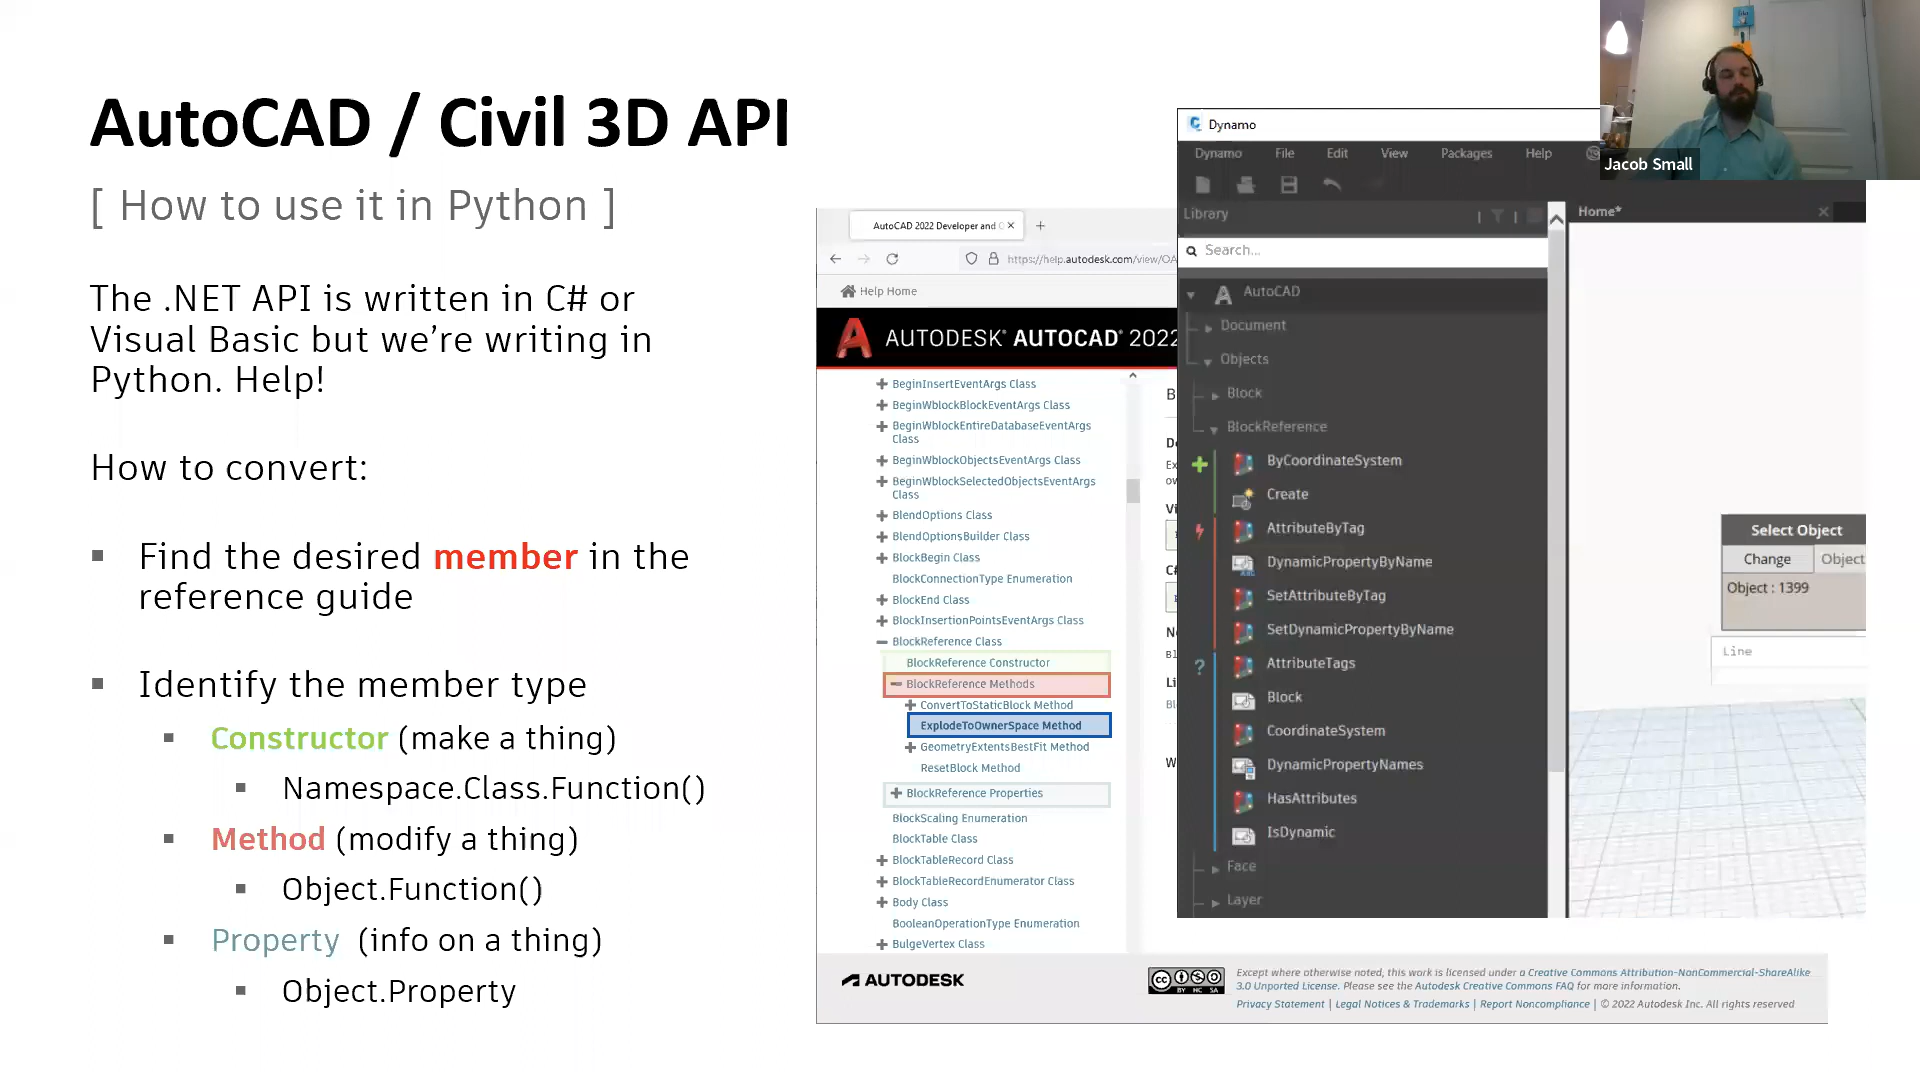 AutoCAD / Civil 3D API
[ How to use it in Python ]
The .NET API is written in C# or
Visual Basic but we’re writing in
Python. Help!
How to convert:
▪ Find the desired member in the
reference guide
▪ Identify the member type
▪ Constructor (make a thing)
▪ Namespace.Class.Function()
▪ Method (modify a thing)
▪ Object.Function()
▪ Property (info on a thing)
▪ Object.Property
AutoCAD 2022 Developer and
https://help.autodesk.com/view/OA
Help Home
AUTODESK® AUTOCAD® 2022
BeginInsertEventArgs Class
BeginWblockBlockEventArgs Class
BeginWblockEntireDatabaseEventArgs
Class
BeginWblockObjectsEventArgs Class
BeginWblockSelectedObjectsEventArgs
Class
BlendOptions Class
BlendOptionsBuilder Class
BlockBegin Class
BlockConnectionType Enumeration
BlockEnd Class
BlockInsertionPointsEventArgs Class
BlockReference Class
BlockReference Constructor
BlockReference Methods
ConvertToStaticBlock Method
ExplodeToOwnerSpace Method
GeometryExtentsBestFit Method
ResetBlock Method
BlockReference Properties
BlockScaling Enumeration
BlockTable Class
BlockTableRecord Class
BlockTableRecordEnumerator Class
Body Class
BooleanOperationType Enumeration
BulgeVertex Class
Dynamo
Dynamo File Edit View Packages Help
Library
Search...
AutoCAD
Document
Objects
Block
BlockReference
ByCoordinateSystem
Create
AttributeByTag
DynamicPropertyByName
SetAttributeByTag
SetDynamicPropertyByName
AttributeTags
Block
CoordinateSystem
DynamicPropertyNames
HasAttributes
IsDynamic
Face
Layer
Home*
Select Object
Change Object
Object : 1399
Line
Jacob Small
AUTODESK
CC BY NC SA
Except where otherwise noted, this work is licensed under a Creative Commons Attribution-NonCommercial-ShareAlike
3.0 Unported License. Please see the Autodesk Creative Commons FAQ for more information.
Privacy Statement | Legal Notices & Trademarks | Report Noncompliance | © 2022 Autodesk Inc. All rights reserved